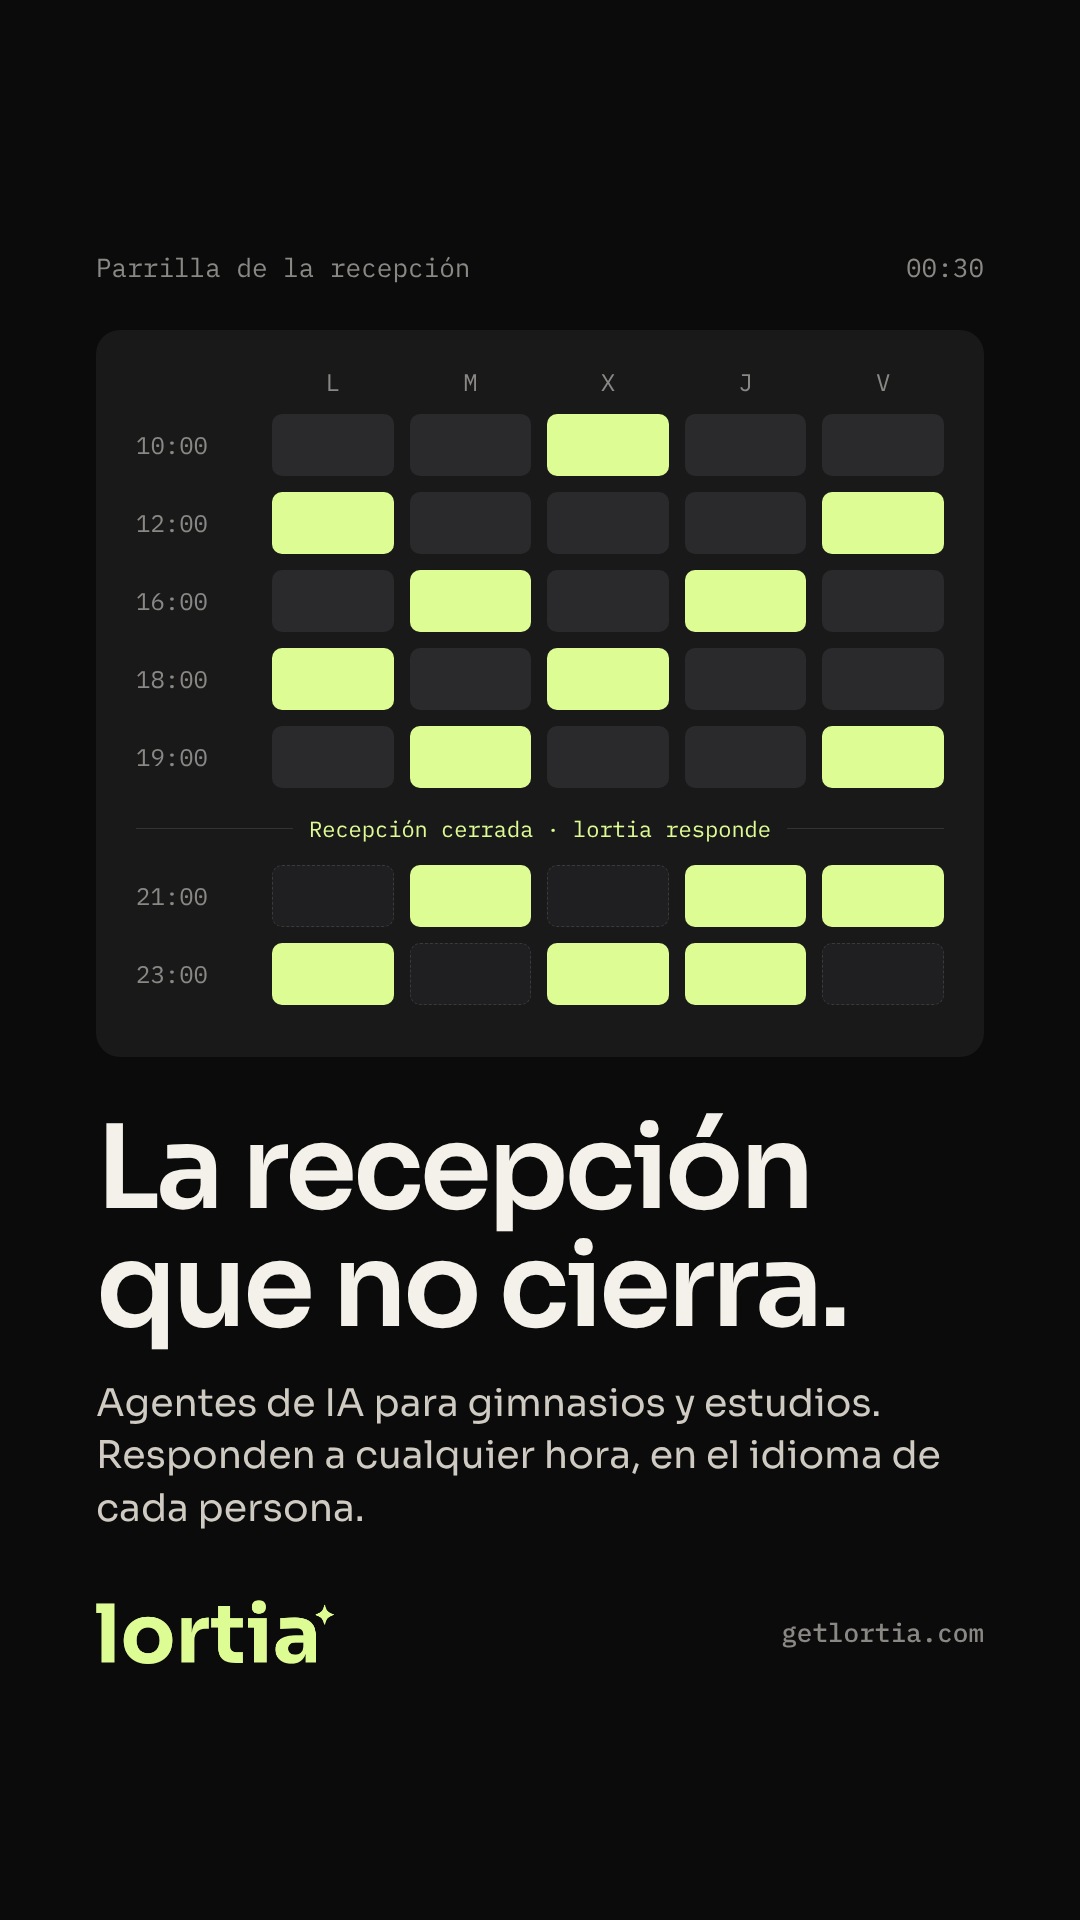 Parrilla de la recepción 00:30
L M X J V
10:00
12:00
16:00
18:00
19:00
Recepción cerrada · lortia responde
21:00
23:00
La recepción
que no cierra.
Agentes de IA para gimnasios y estudios.
Responden a cualquier hora, en el idioma de
cada persona.
lortia getlortia.com